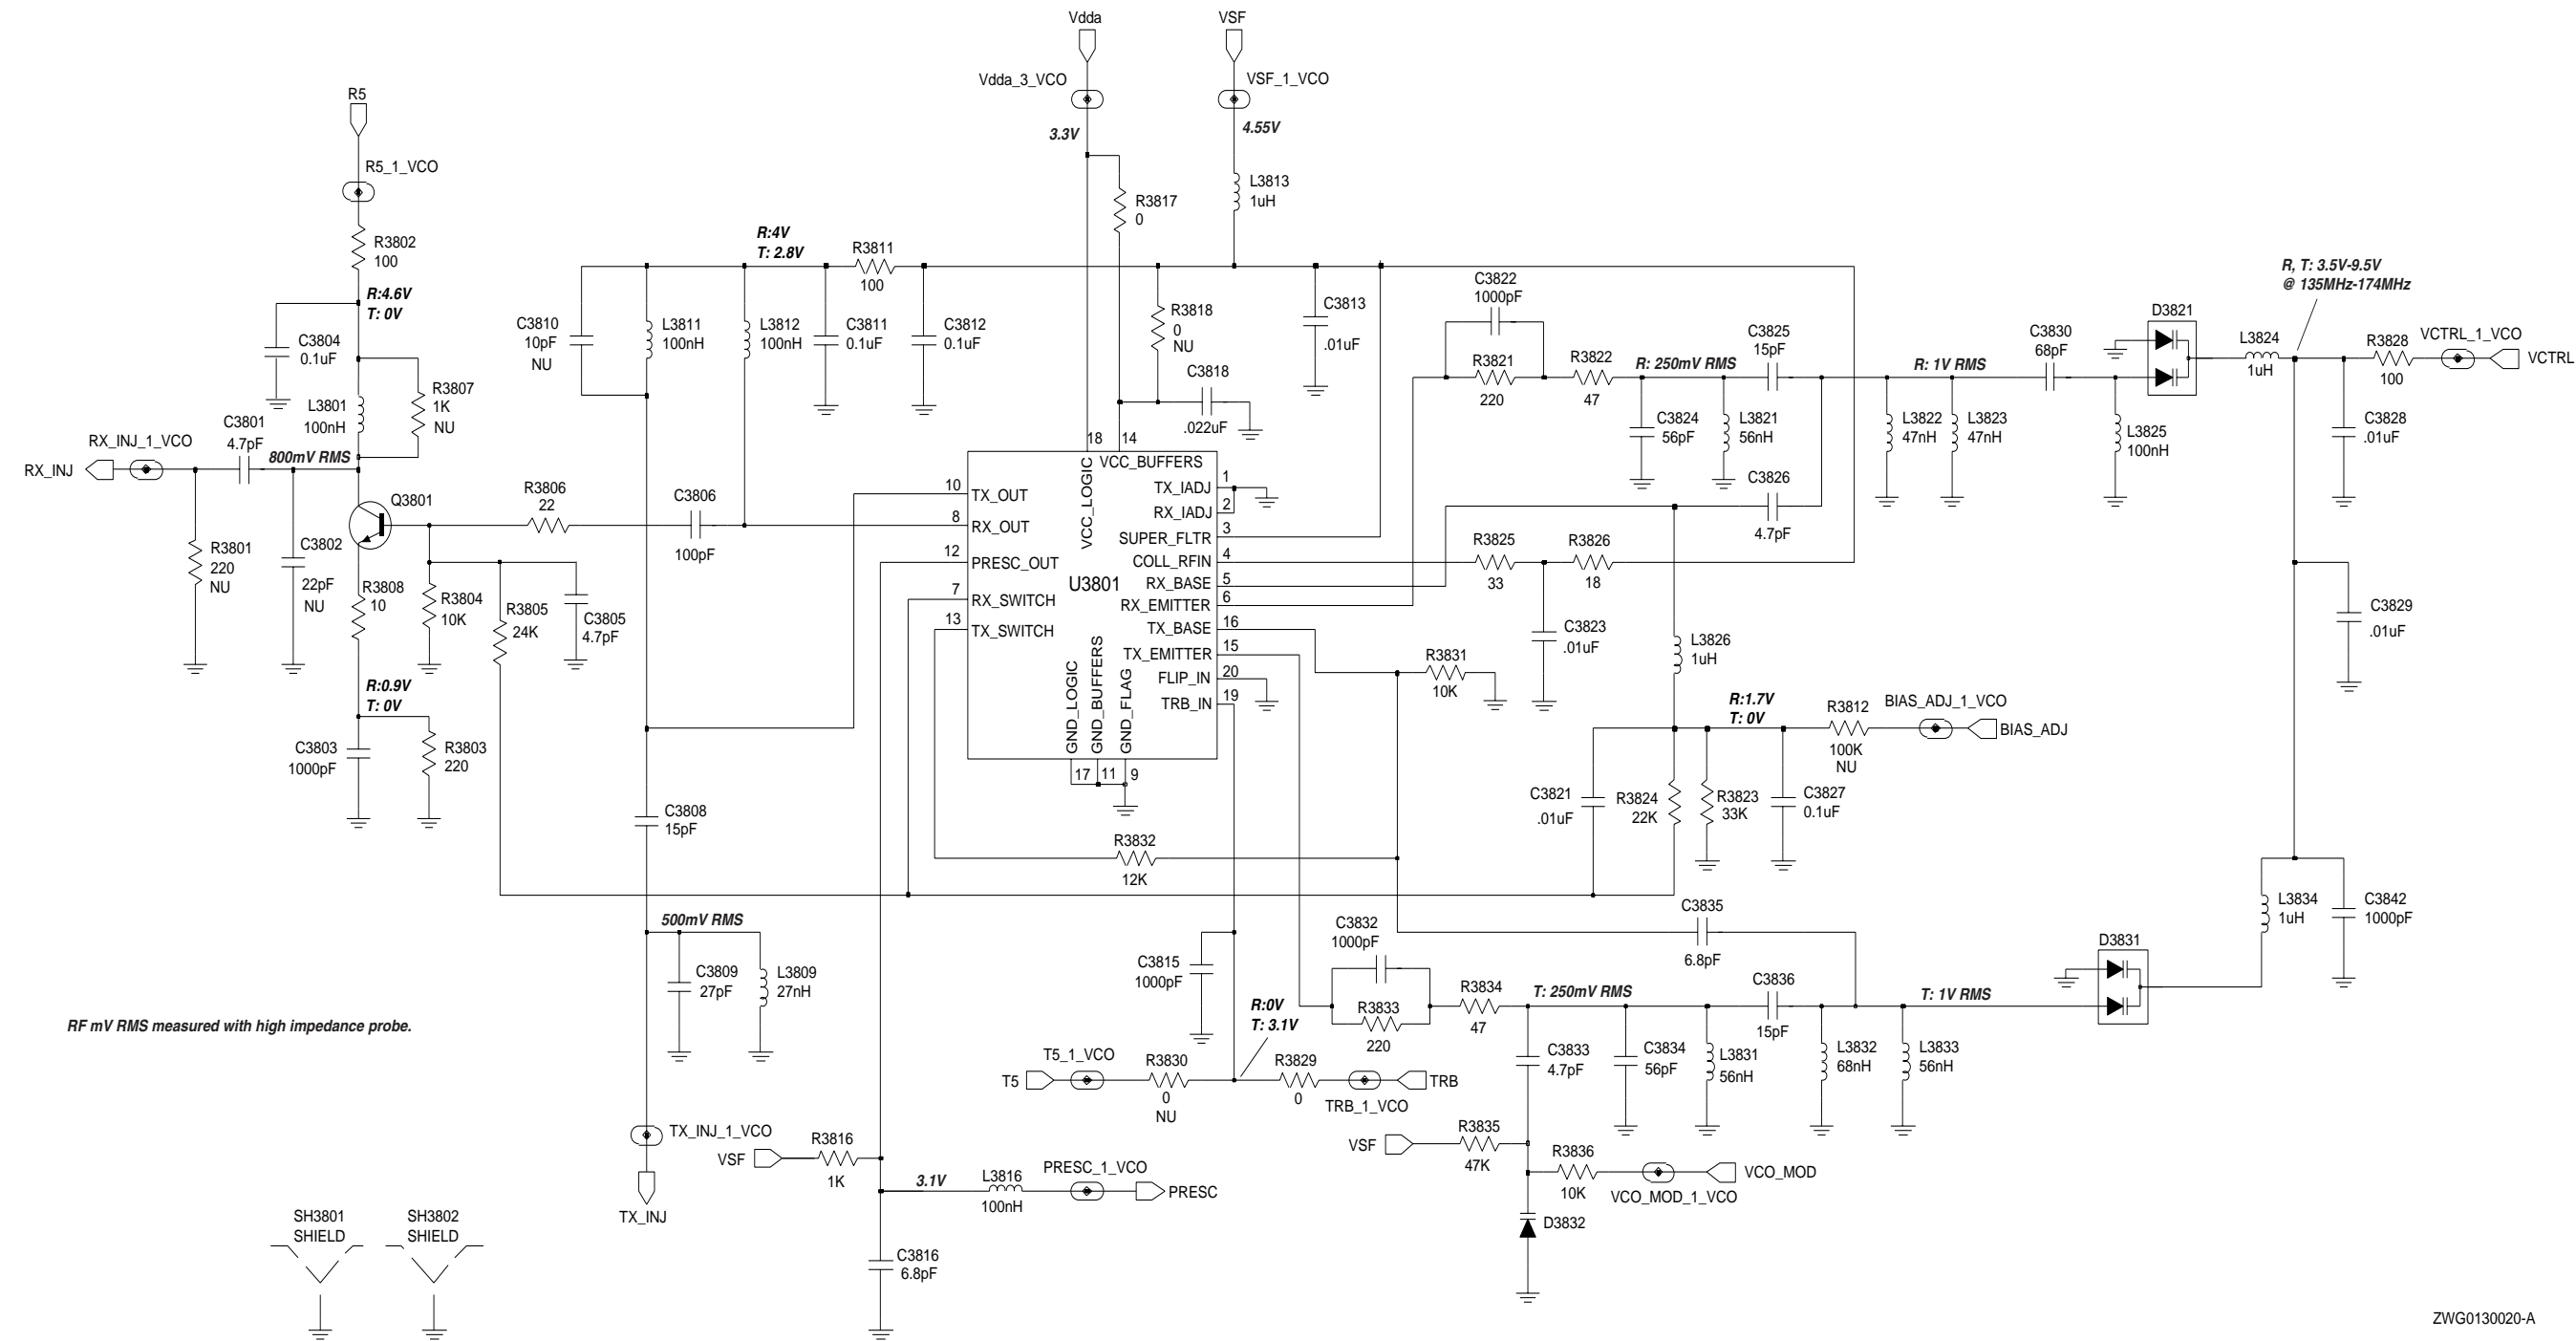 Vdda
VSF
Vdda_3_VCO
VSF_1_VCO
3.3V
4.55V
R5
R5_1_VCO
R3802
100
R:4.6V
T: 0V
C3804
0.1uF
R3807
1K
NU
L3801
100nH
C3801
4.7pF
RX_INJ_1_VCO
RX_INJ
800mV RMS
Q3801
R3801
220
NU
C3802
22pF
NU
R3808
10
R3804
10K
R3805
24K
C3805
4.7pF
R3806
22
C3806
100pF
R:0.9V
T: 0V
C3803
1000pF
R3803
220
R:4V
T: 2.8V
R3811
100
C3810
10pF
NU
L3811
100nH
L3812
100nH
C3811
0.1uF
C3812
0.1uF
R3817
0
L3813
1uH
R3818
0
NU
C3818
.022uF
C3813
.01uF
18
14
VCC_LOGIC
VCC_BUFFERS
10
TX_OUT
8
RX_OUT
12
PRESC_OUT
7
RX_SWITCH
13
TX_SWITCH
U3801
TX_IADJ
1
RX_IADJ
2
SUPER_FLTR
3
COLL_RFIN
4
RX_BASE
5
RX_EMITTER
6
TX_BASE
16
TX_EMITTER
15
FLIP_IN
20
TRB_IN
19
GND_LOGIC
GND_BUFFERS
GND_FLAG
17
11
9
C3822
1000pF
R3821
220
R3822
47
R: 250mV RMS
C3825
15pF
C3824
56pF
L3821
56nH
C3826
4.7pF
R: 1V RMS
L3822
47nH
L3823
47nH
C3830
68pF
L3825
100nH
D3821
L3824
1uH
R, T: 3.5V-9.5V
@ 135MHz-174MHz
R3828
100
VCTRL_1_VCO
VCTRL
C3828
.01uF
C3829
.01uF
R3825
33
R3826
18
C3823
.01uF
R3831
10K
L3826
1uH
R:1.7V
T: 0V
R3812
100K
NU
BIAS_ADJ_1_VCO
BIAS_ADJ
C3821
.01uF
R3824
22K
R3823
33K
C3827
0.1uF
R3832
12K
C3808
15pF
500mV RMS
C3809
27pF
L3809
27nH
TX_INJ_1_VCO
TX_INJ
RF mV RMS measured with high impedance probe.
C3815
1000pF
R:0V
T: 3.1V
T5
T5_1_VCO
R3830
0
NU
R3829
0
TRB_1_VCO
TRB
C3832
1000pF
R3833
220
R3834
47
T: 250mV RMS
C3835
6.8pF
C3836
15pF
C3833
4.7pF
C3834
56pF
L3831
56nH
L3832
68nH
L3833
56nH
T: 1V RMS
D3831
L3834
1uH
C3842
1000pF
VSF
R3835
47K
R3836
10K
VCO_MOD_1_VCO
VCO_MOD
D3832
VSF
R3816
1K
3.1V
L3816
100nH
PRESC_1_VCO
PRESC
C3816
6.8pF
SH3801
SHIELD
SH3802
SHIELD
ZWG0130020-A